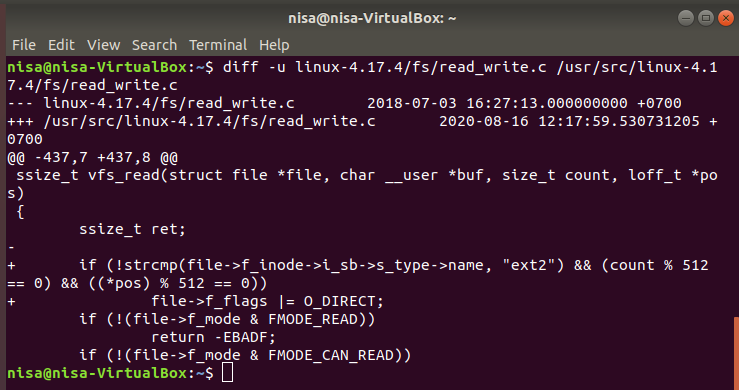 nisa@nisa-VirtualBox: ~
File Edit View Search Terminal Help
nisa@nisa-VirtualBox:~$ diff -u linux-4.17.4/fs/read_write.c /usr/src/linux-4.1
7.4/fs/read_write.c
--- linux-4.17.4/fs/read_write.c        2018-07-03 16:27:13.000000000 +0700
+++ /usr/src/linux-4.17.4/fs/read_write.c       2020-08-16 12:17:59.530731205 +
0700
@@ -437,7 +437,8 @@
 ssize_t vfs_read(struct file *file, char __user *buf, size_t count, loff_t *po
s)
 {
        ssize_t ret;
-
+       if (!strcmp(file->f_inode->i_sb->s_type->name, "ext2") && (count % 512
== 0) && ((*pos) % 512 == 0))
+               file->f_flags |= O_DIRECT;
        if (!(file->f_mode & FMODE_READ))
                return -EBADF;
        if (!(file->f_mode & FMODE_CAN_READ))
nisa@nisa-VirtualBox:~$